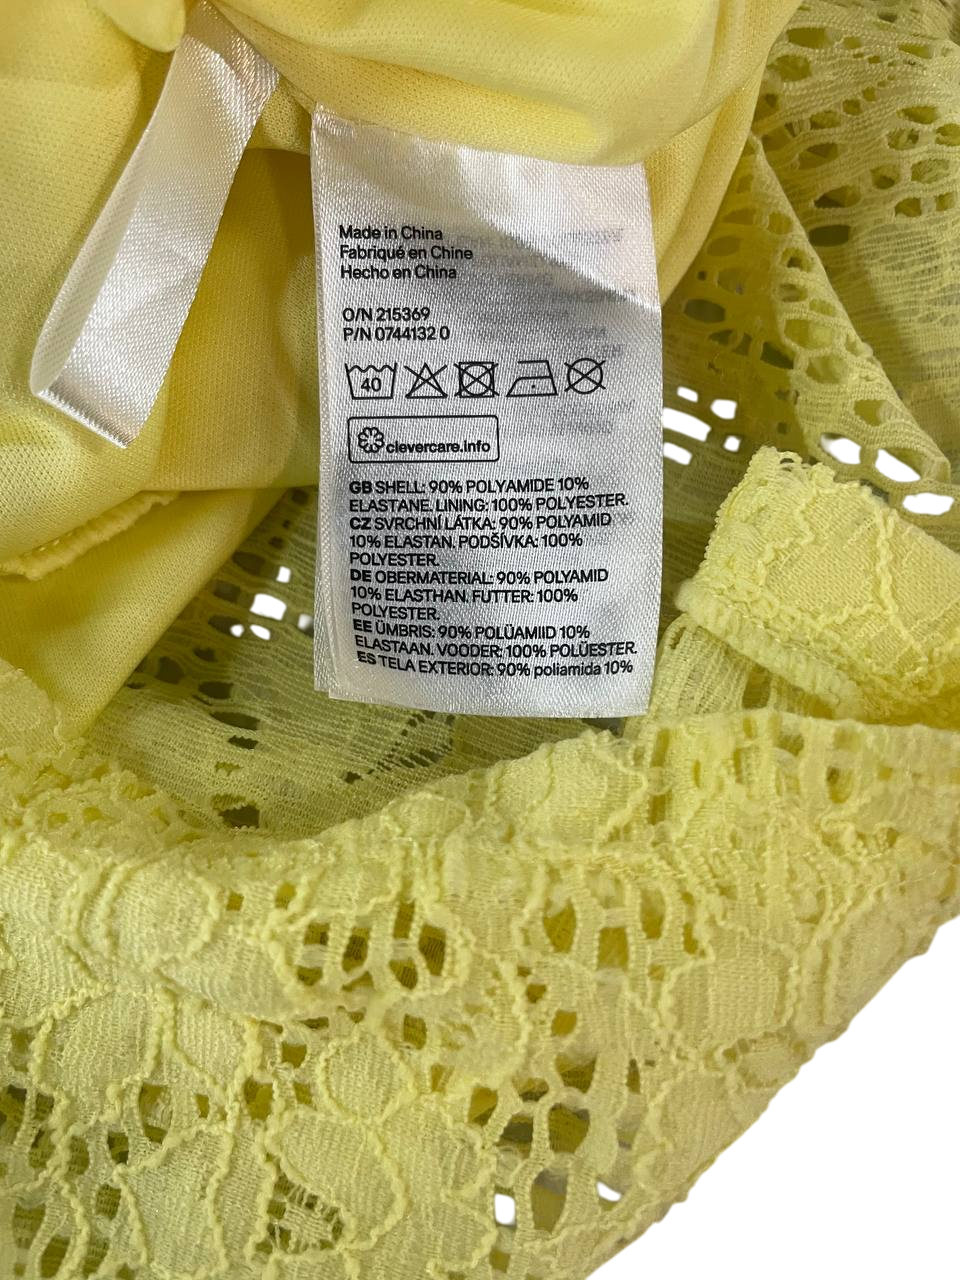 Made in China
Fabriqué en Chine
Hecho en China
O/N 215369
P/N 0744132 0
40
clevercare.info
GB SHELL: 90% POLYAMIDE 10%
ELASTANE. LINING: 100% POLYESTER.
CZ SVRCHNÍ LÁTKA: 90% POLYAMID
10% ELASTAN. PODŠÍVKA: 100%
POLYESTER.
DE OBERMATERIAL: 90% POLYAMID
10% ELASTHAN. FUTTER: 100%
POLYESTER.
EE ÜMBRIS: 90% POLÜAMIID 10%
ELASTAAN. VOODER: 100% POLÜESTER.
ES TELA EXTERIOR: 90% poliamida 10%